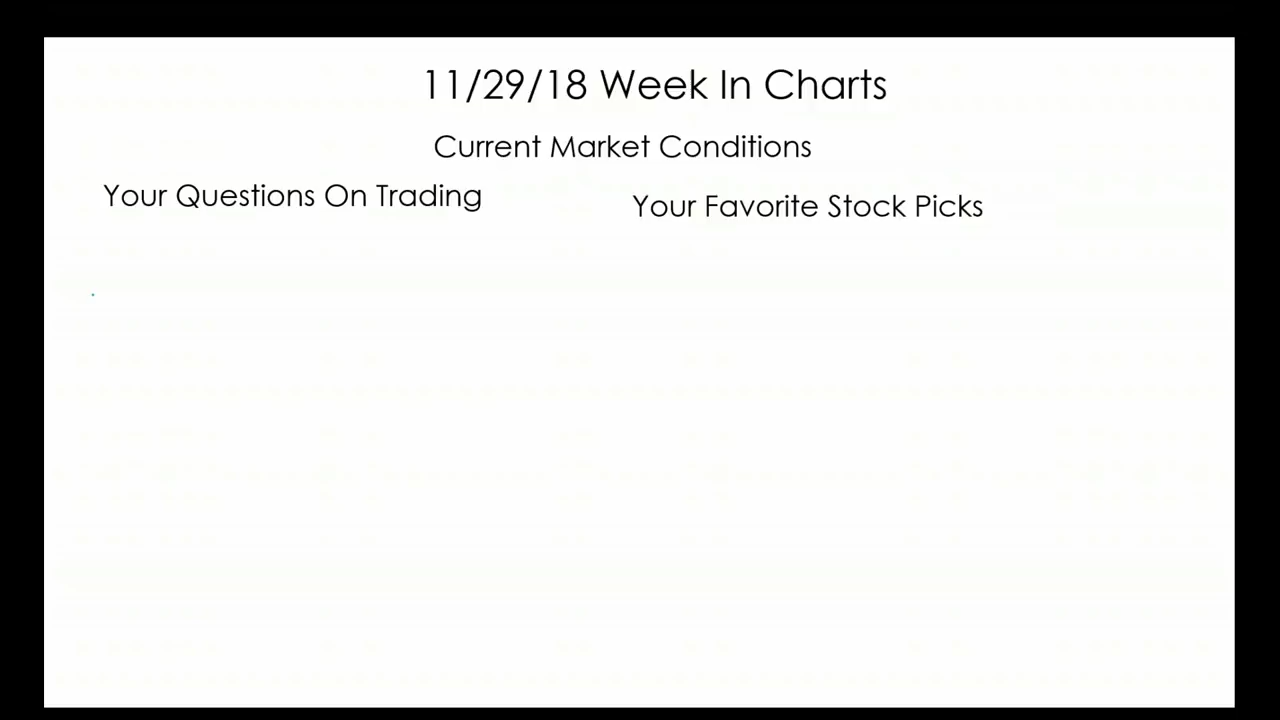 11/29/18 Week In Charts
Current Market Conditions
Your Questions On Trading
Your Favorite Stock Picks